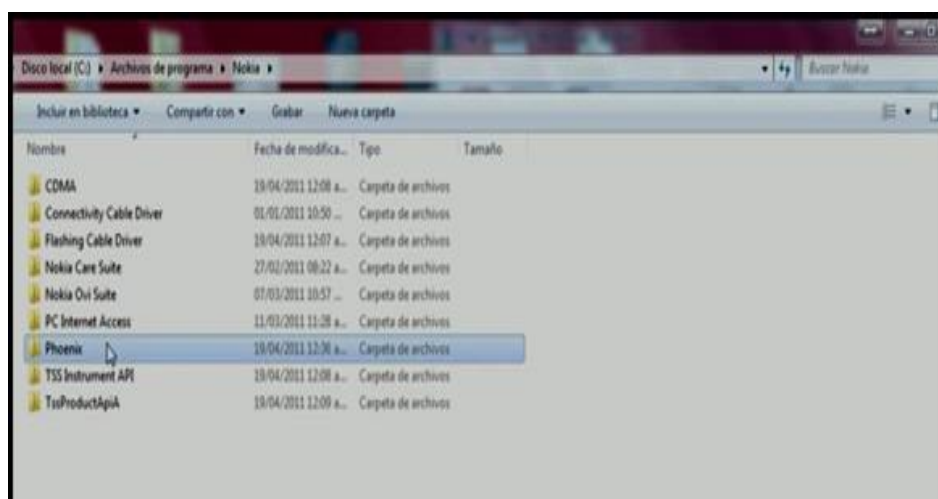 Disco local (C:) ▸ Archivos de programa ▸ Nokia ▸ Buscar Nokia
Incluir en biblioteca ▼ Compartir con ▼ Grabar Nueva carpeta
Nombre Fecha de modifica... Tipo Tamaño
CDMA 19/04/2011 12:08 a... Carpeta de archivos
Connectivity Cable Driver 01/01/2011 10:50 ... Carpeta de archivos
Flashing Cable Driver 19/04/2011 12:07 a... Carpeta de archivos
Nokia Care Suite 27/02/2011 08:22 a... Carpeta de archivos
Nokia Ovi Suite 07/03/2011 10:57 ... Carpeta de archivos
PC Internet Access 11/03/2011 11:28 a... Carpeta de archivos
Phoenix 19/04/2011 a... Carpeta de archivos
TSS Instrument API 19/04/2011 12:08 a... Carpeta de archivos
TssProductApiA 19/04/2011 12:09 a... Carpeta de archivos